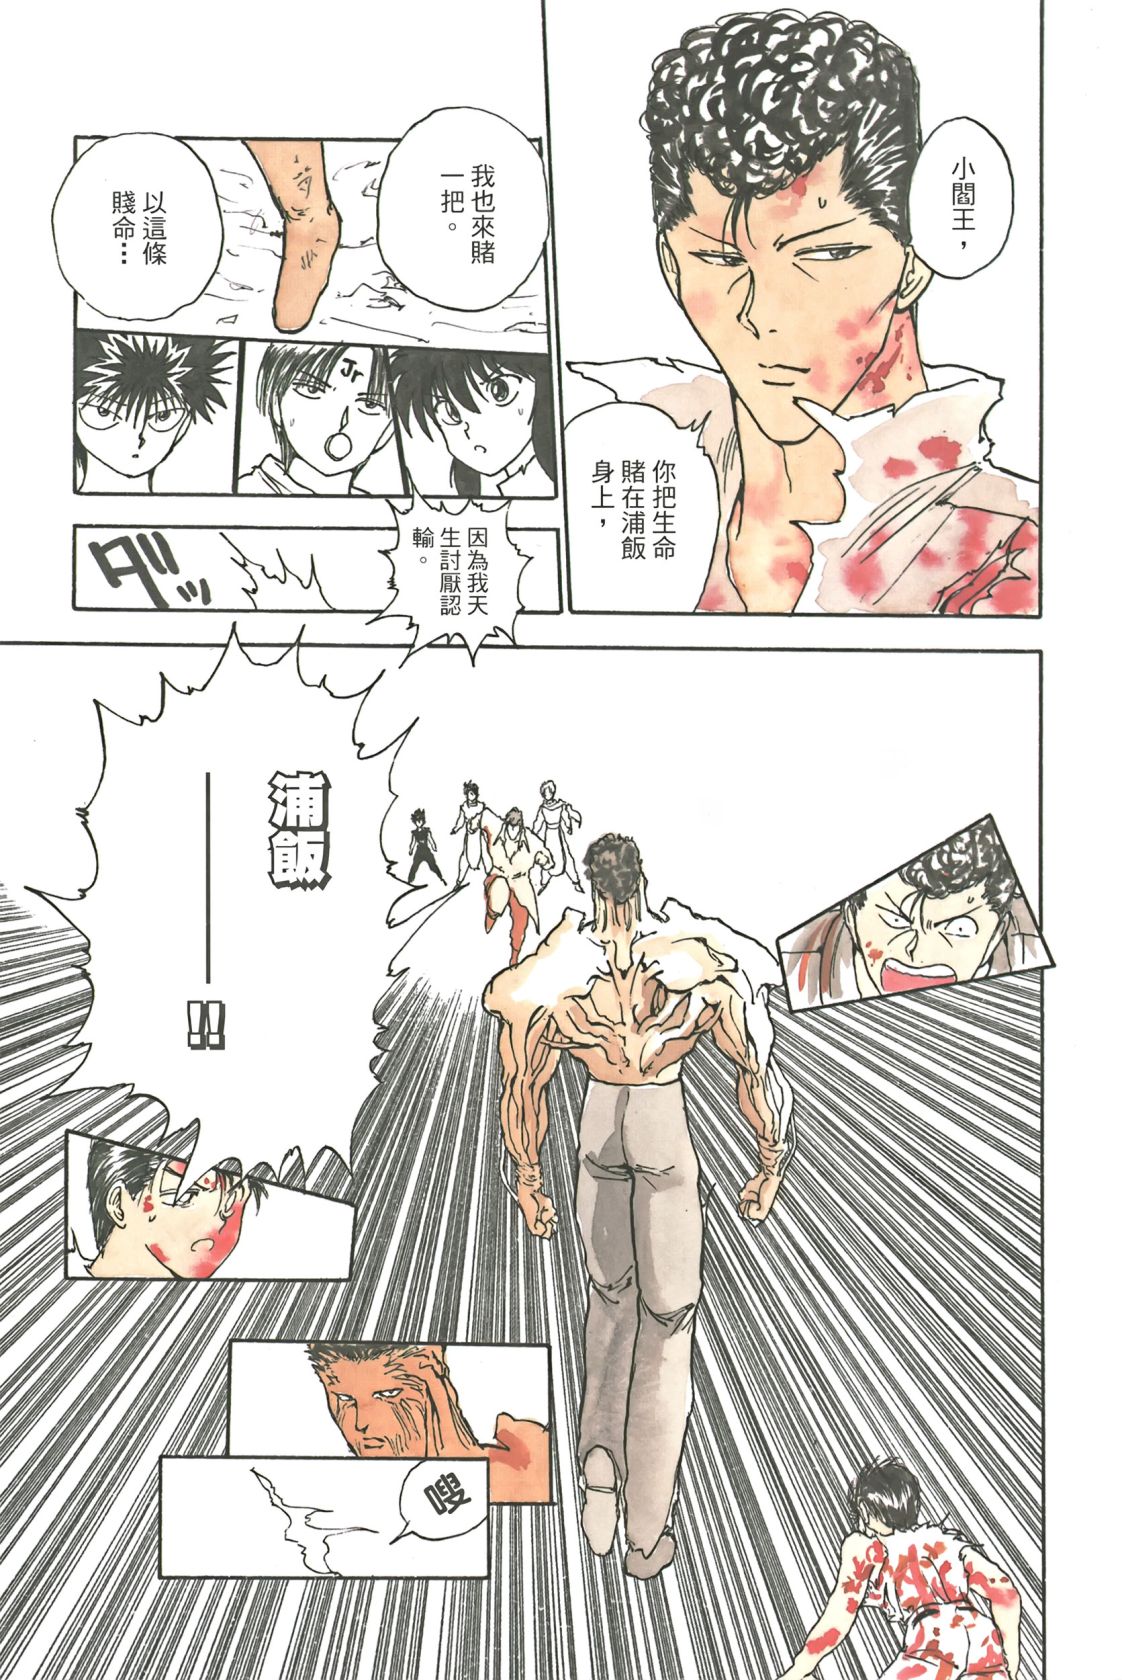 小閻王，
你把生命
賭在浦飯
身上，
我也來賭
一把。
以這條
賤命…
Jr
因為我天
生討厭認
輸。
ダッ
浦飯
——!!
嗖